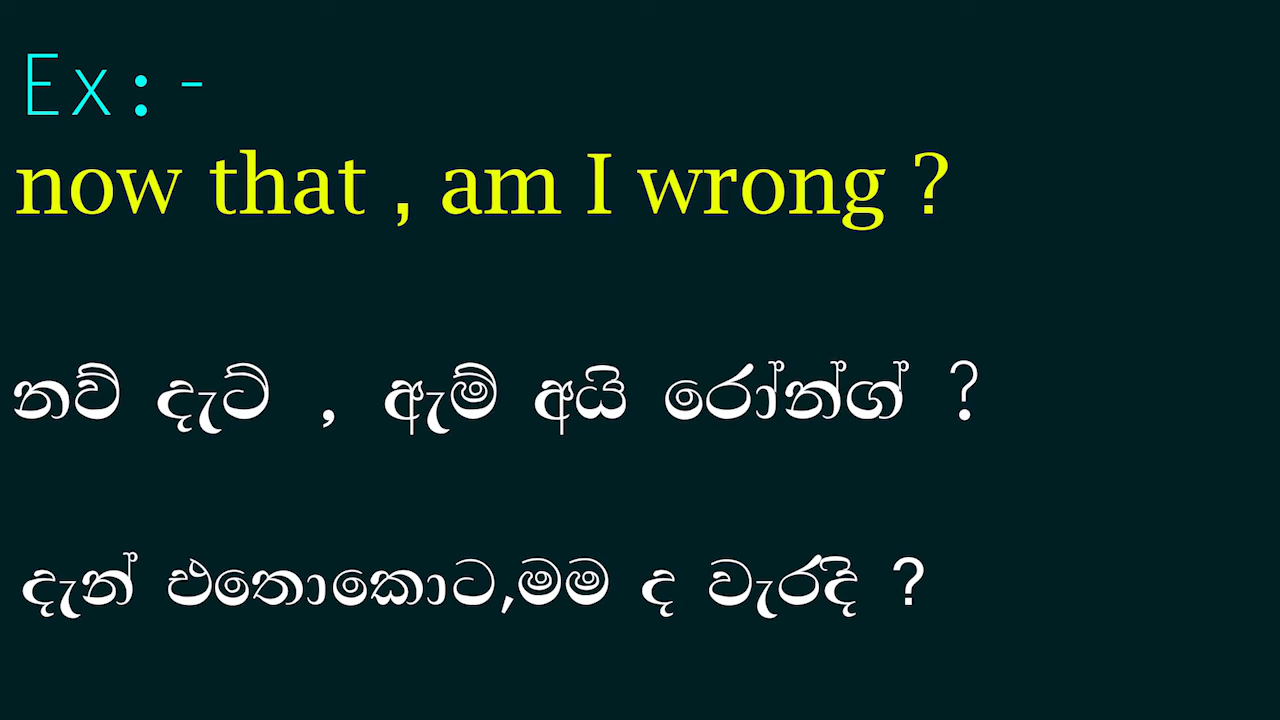 Ex:-
now that , am I wrong ?
නව් දැට් , ඇම් අයි රෝන්ග් ?
දැන් එතොකොට,මම ද වැරදි ?